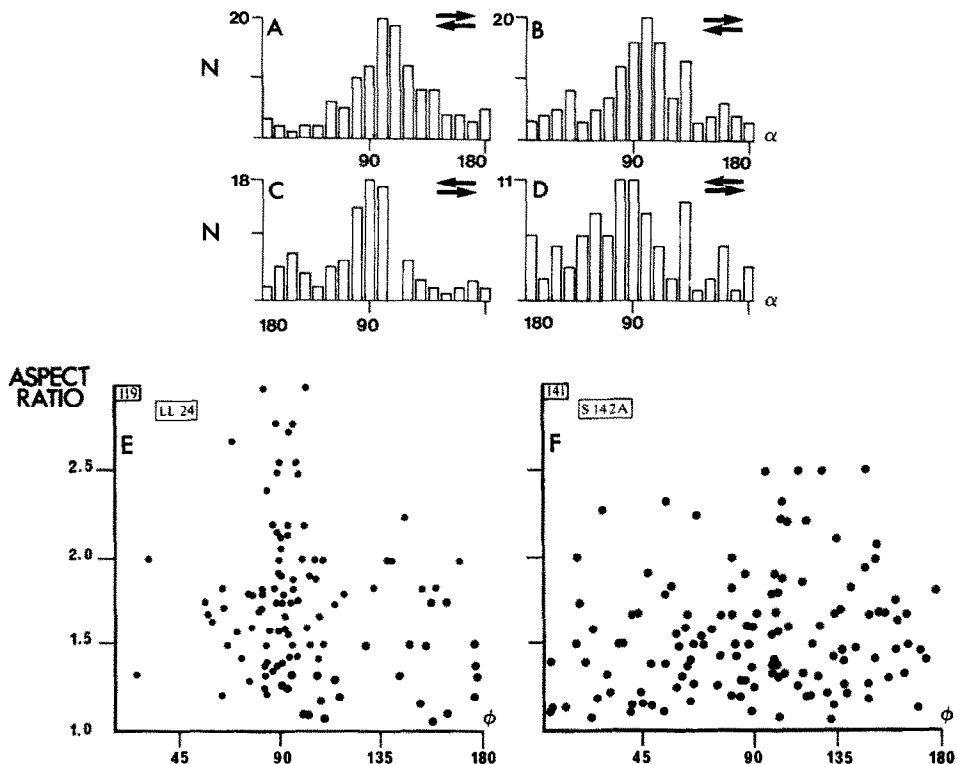 20 A
20 B
N
α
90 180
90 180
18 C
11 D
N
α
180 90
180 90
ASPECT RATIO
119
LL 24
E
2.5
2.0
1.5
1.0
45 90 135 180
ϕ
141
S 142A
F
45 90 135 180
ϕ